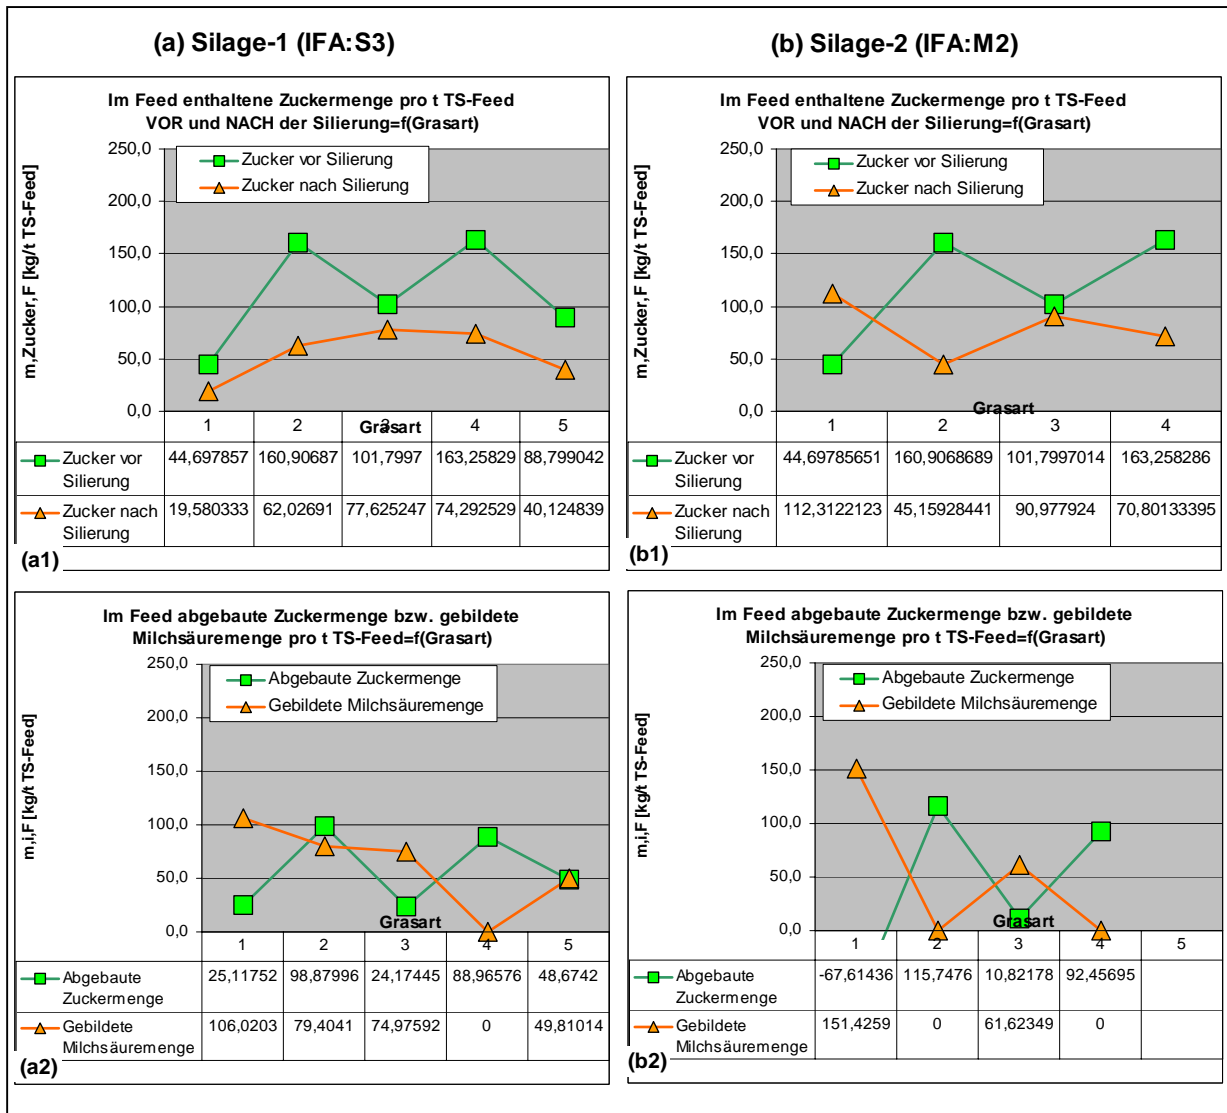 (a) Silage-1 (IFA:S3)
Im Feed enthaltene Zuckermenge pro t TS-Feed
VOR und NACH der Silierung=f(Grasart)
m,Zucker,F [kg/t TS-Feed]
250,0
200,0
150,0
100,0
50,0
0,0
Zucker vor Silierung
Zucker nach Silierung
Grasart
1 2 3 4 5
Zucker vor
Silierung
44,697857 160,90687 101,7997 163,25829 88,799042
Zucker nach
Silierung
19,580333 62,02691 77,625247 74,292529 40,124839
(a1)
(b) Silage-2 (IFA:M2)
Im Feed enthaltene Zuckermenge pro t TS-Feed
VOR und NACH der Silierung=f(Grasart)
m,Zucker,F [kg/t TS-Feed]
250,0
200,0
150,0
100,0
50,0
0,0
Zucker vor Silierung
Zucker nach Silierung
Grasart
1 2 3 4
Zucker vor
Silierung
44,69785651 160,9068689 101,7997014 163,258286
Zucker nach
Silierung
112,3122123 45,15928441 90,977924 70,80133395
(b1)
Im Feed abgebaute Zuckermenge bzw. gebildete
Milchsäuremenge pro t TS-Feed=f(Grasart)
m,i,F [kg/t TS-Feed]
250,0
200,0
150,0
100,0
50,0
0,0
Abgebaute Zuckermenge
Gebildete Milchsäuremenge
Grasart
1 2 3 4 5
Abgebaute
Zuckermenge
25,11752 98,87996 24,17445 88,96576 48,6742
Gebildete
Milchsäuremenge
106,0203 79,4041 74,97592 0 49,81014
(a2)
Im Feed abgebaute Zuckermenge bzw. gebildete
Milchsäuremenge pro t TS-Feed=f(Grasart)
m,i,F [kg/t TS-Feed]
250,0
200,0
150,0
100,0
50,0
0,0
Abgebaute Zuckermenge
Gebildete Milchsäuremenge
Grasart
1 2 3 4 5
Abgebaute
Zuckermenge
-67,61436 115,7476 10,82178 92,45695
Gebildete
Milchsäuremenge
151,4259 0 61,62349 0
(b2)